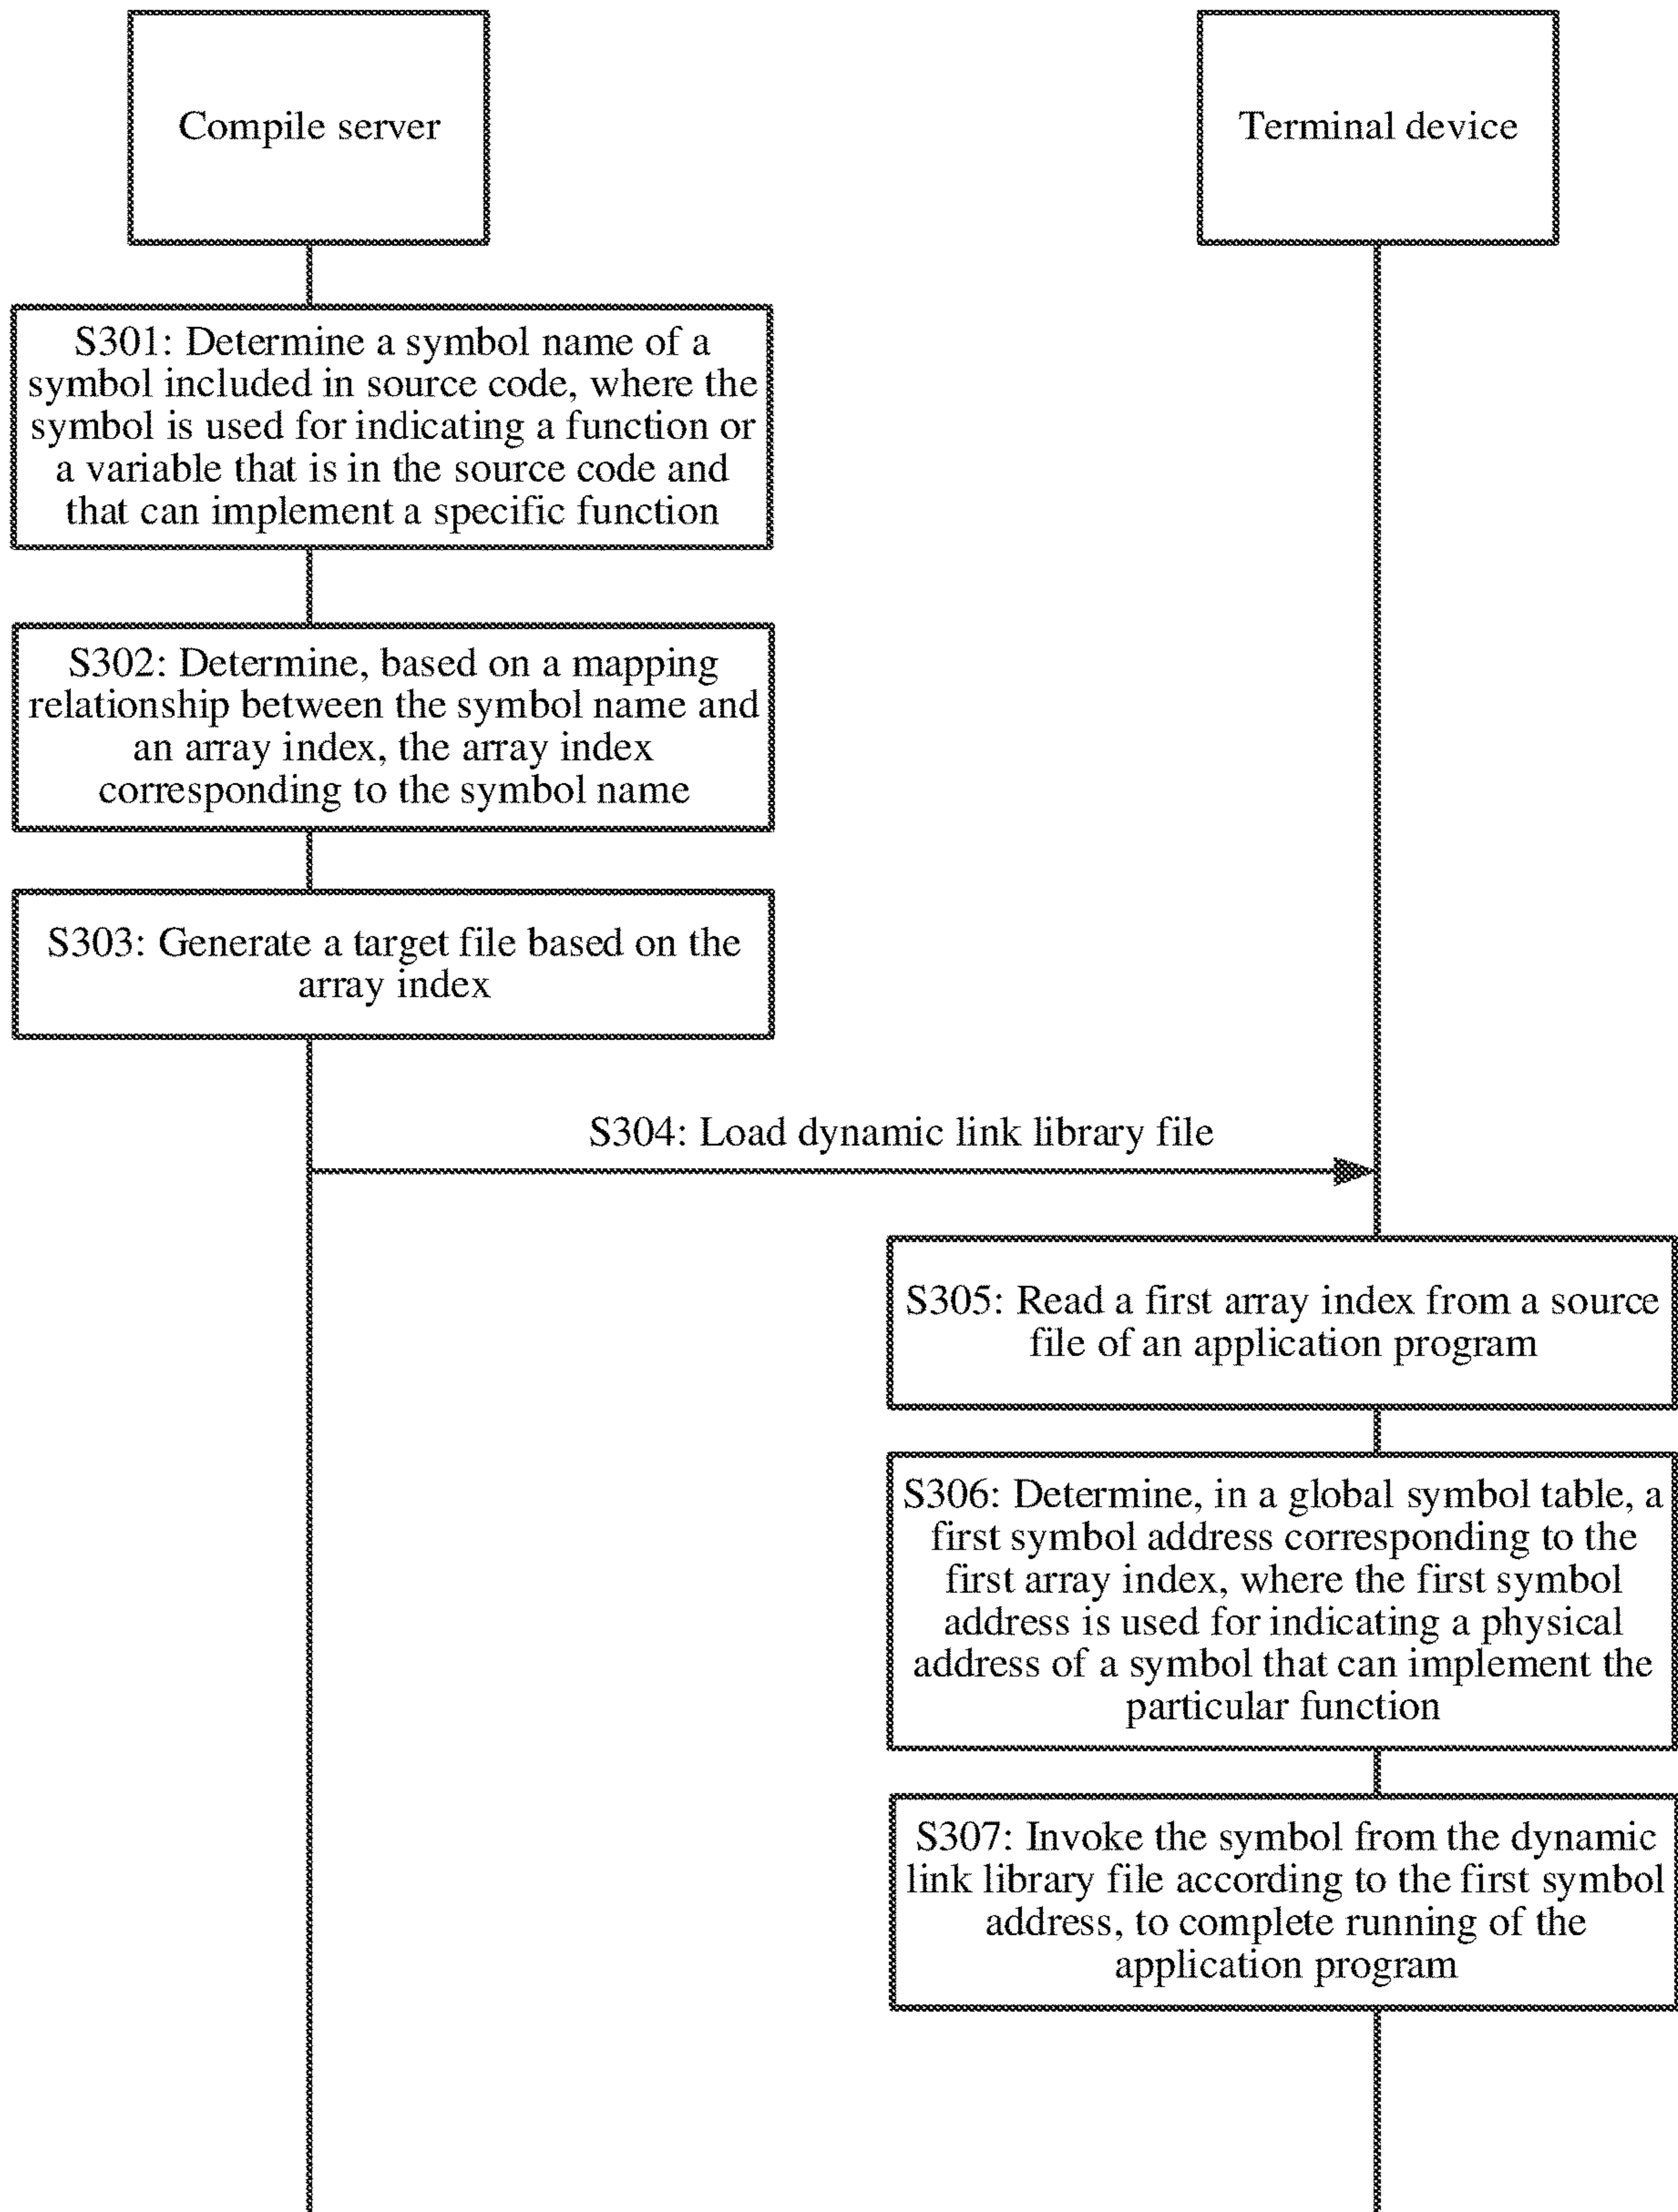 Compile server
Terminal device
S301: Determine a symbol name of a
symbol included in source code, where the
symbol is used for indicating a function or
a variable that is in the source code and
that can implement a specific function
S302: Determine, based on a mapping
relationship between the symbol name and
an array index, the array index
corresponding to the symbol name
S303: Generate a target file based on the
array index
S304: Load dynamic link library file
S305: Read a first array index from a source
file of an application program
S306: Determine, in a global symbol table, a
first symbol address corresponding to the
first array index, where the first symbol
address is used for indicating a physical
address of a symbol that can implement the
particular function
S307: Invoke the symbol from the dynamic
link library file according to the first symbol
address, to complete running of the
application program